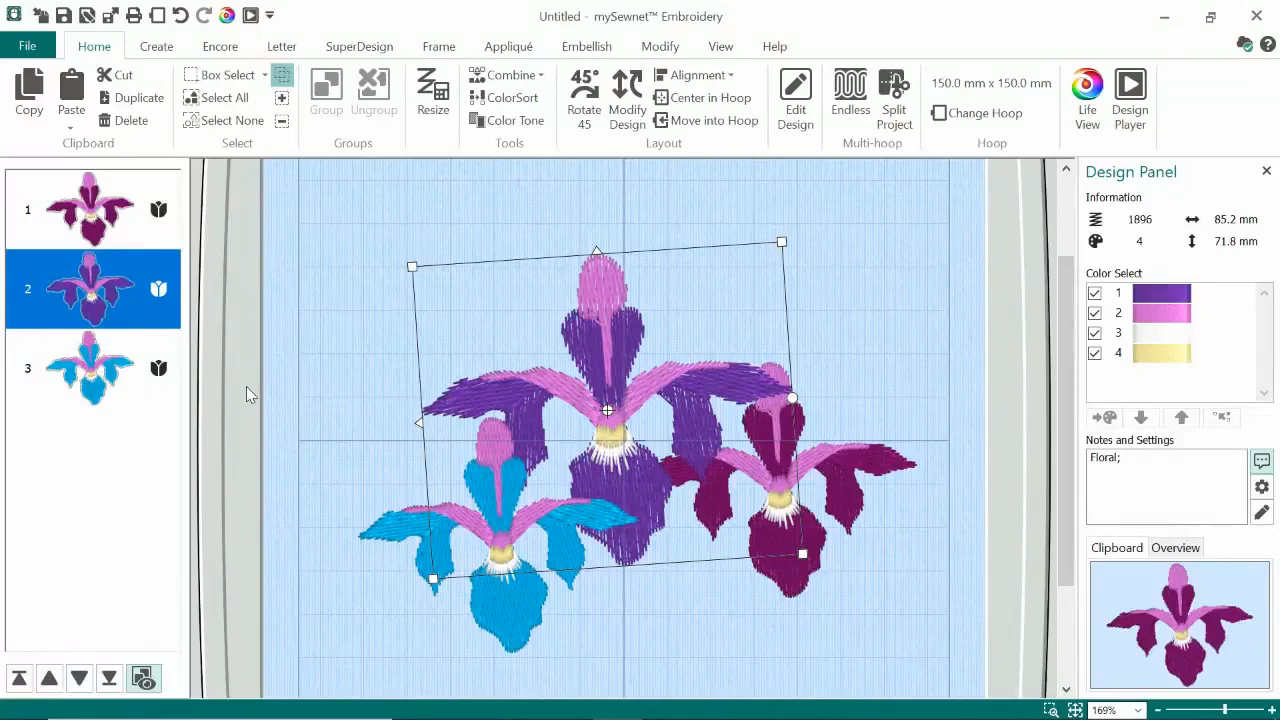 Untitled - mySewnet™ Embroidery
File Home Create Encore Letter SuperDesign Frame Appliqué Embellish Modify View Help
Copy
Paste
Cut
Duplicate
Delete
Clipboard
Box Select
Select All
Select None
Select
Group
Ungroup
Groups
Resize
Combine
ColorSort
Color Tone
Tools
45°
Rotate
45
Modify
Design
Alignment
Center in Hoop
Move into Hoop
Layout
Edit
Design
Endless
Split
Project
Multi-hoop
150.0 mm x 150.0 mm
Change Hoop
Hoop
Life
View
Design
Player
1
2
3
Design Panel
Information
1896 85.2 mm
4 71.8 mm
Color Select
1
2
3
4
Notes and Settings
Floral;
Clipboard Overview
169%